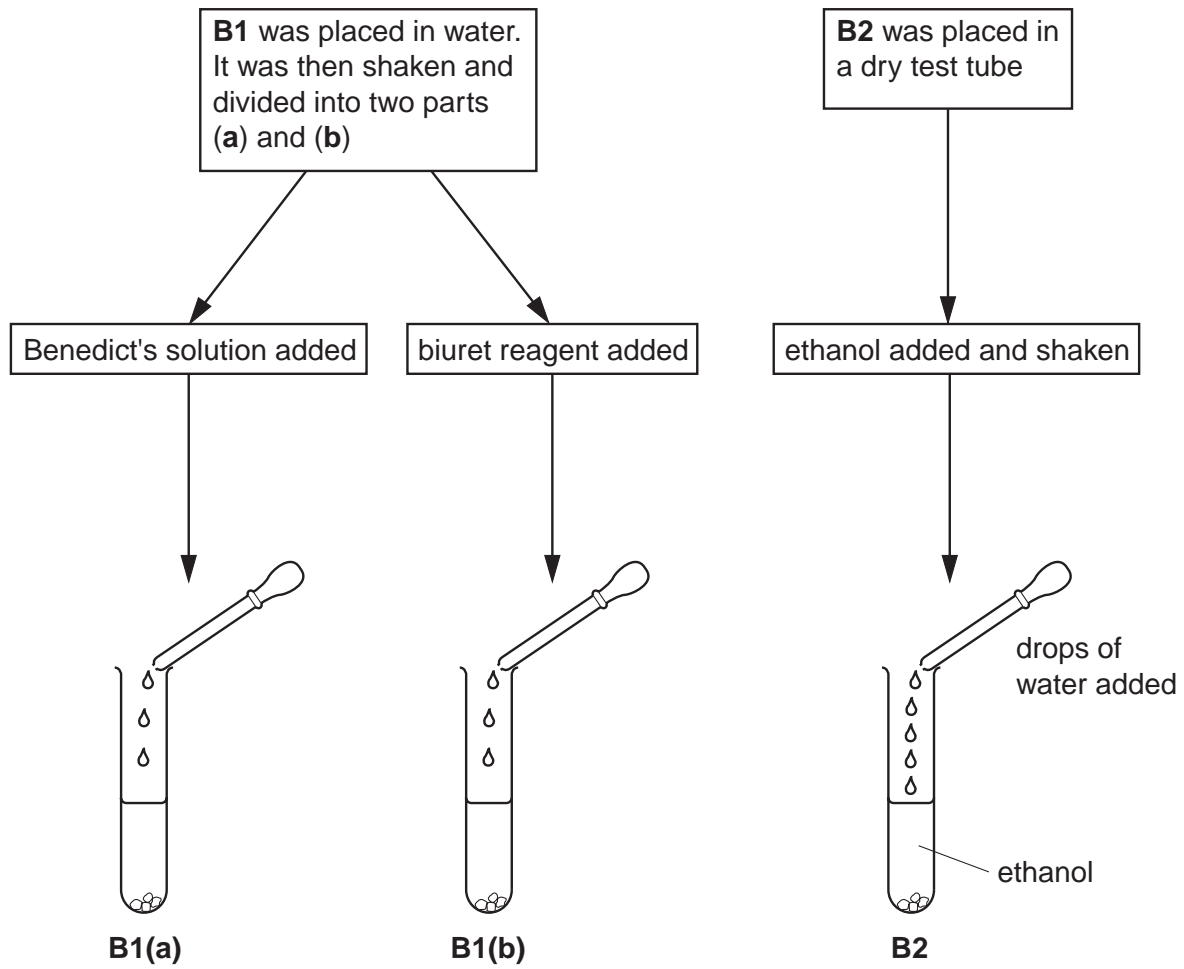 B1 was placed in water.
It was then shaken and
divided into two parts
(a) and (b)
B2 was placed in
a dry test tube
Benedict's solution added
biuret reagent added
ethanol added and shaken
drops of
water added
ethanol
B1(a)
B1(b)
B2